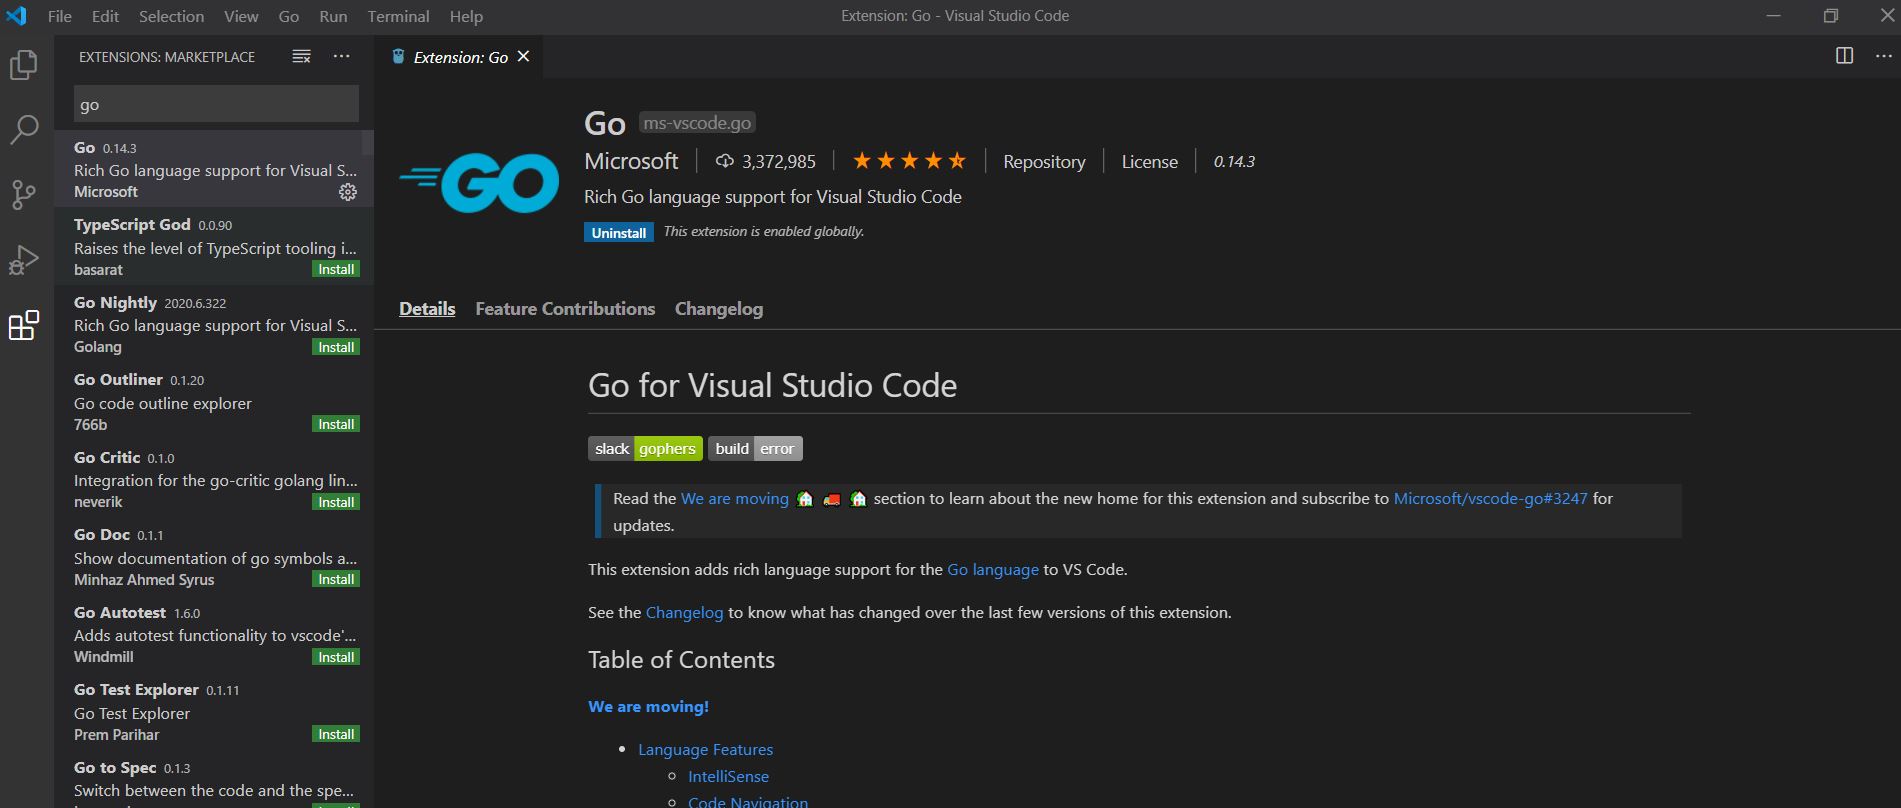 File Edit Selection View Go Run Terminal Help
Extension: Go - Visual Studio Code
EXTENSIONS: MARKETPLACE
go
Go 0.14.3
Rich Go language support for Visual S...
Microsoft
TypeScript God 0.0.90
Raises the level of TypeScript tooling i...
basarat Install
Go Nightly 2020.6.322
Rich Go language support for Visual S...
Golang Install
Go Outliner 0.1.20
Go code outline explorer
766b Install
Go Critic 0.1.0
Integration for the go-critic golang lin...
neverik Install
Go Doc 0.1.1
Show documentation of go symbols a...
Minhaz Ahmed Syrus Install
Go Autotest 1.6.0
Adds autotest functionality to vscode'...
Windmill Install
Go Test Explorer 0.1.11
Go Test Explorer
Prem Parihar Install
Go to Spec 0.1.3
Switch between the code and the spe...
Extension: Go
GO
Go ms-vscode.go
Microsoft 3,372,985 Repository License 0.14.3
Rich Go language support for Visual Studio Code
Uninstall This extension is enabled globally.
Details Feature Contributions Changelog
Go for Visual Studio Code
slack gophers build error
Read the We are moving 🏠 🚚 🏠 section to learn about the new home for this extension and subscribe to Microsoft/vscode-go#3247 for
updates.
This extension adds rich language support for the Go language to VS Code.
See the Changelog to know what has changed over the last few versions of this extension.
Table of Contents
We are moving!
• Language Features
○ IntelliSense
○ Code Navigation